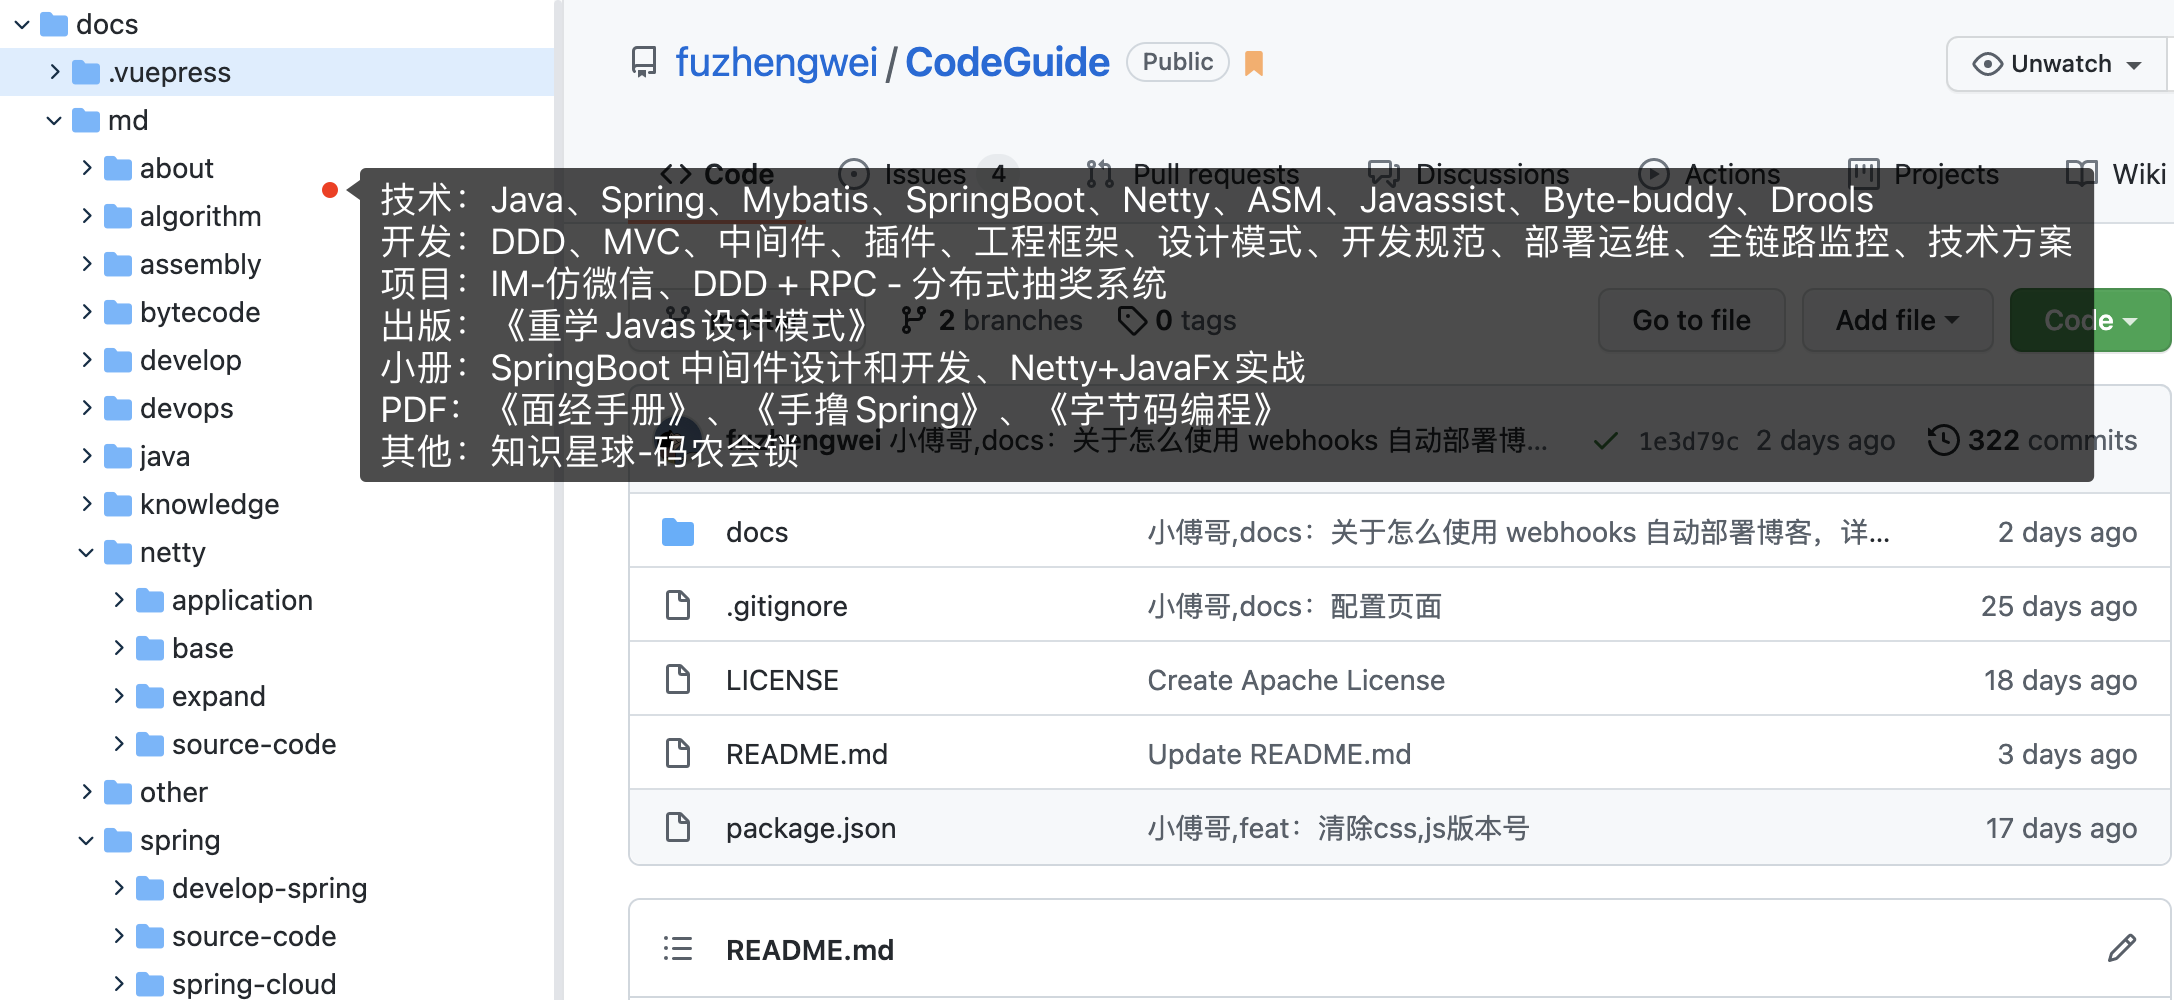 docs
.vuepress
md
about
algorithm
assembly
bytecode
develop
devops
java
knowledge
netty
application
base
expand
source-code
other
spring
develop-spring
source-code
spring-cloud
fuzhengwei / CodeGuide Public
Unwatch
Code Issues 4 Pull requests Discussions Actions Projects Wiki
技术：Java、Spring、Mybatis、SpringBoot、Netty、ASM、Javassist、Byte-buddy、Drools
开发：DDD、MVC、中间件、插件、工程框架、设计模式、开发规范、部署运维、全链路监控、技术方案
项目：IM-仿微信、DDD + RPC - 分布式抽奖系统
出版：《重学Javas设计模式》
小册：SpringBoot 中间件设计和开发、Netty+JavaFx实战
PDF：《面经手册》、《手撸Spring》、《字节码编程》
其他：知识星球-码农会锁
2 branches 0 tags Go to file Add file Code
fuzhengwei 小傅哥,docs：关于怎么使用 webhooks 自动部署博... 1e3d79c 2 days ago 322 commits
docs 小傅哥,docs：关于怎么使用 webhooks 自动部署博客，详... 2 days ago
.gitignore 小傅哥,docs：配置页面 25 days ago
LICENSE Create Apache License 18 days ago
README.md Update README.md 3 days ago
package.json 小傅哥,feat：清除css,js版本号 17 days ago
README.md